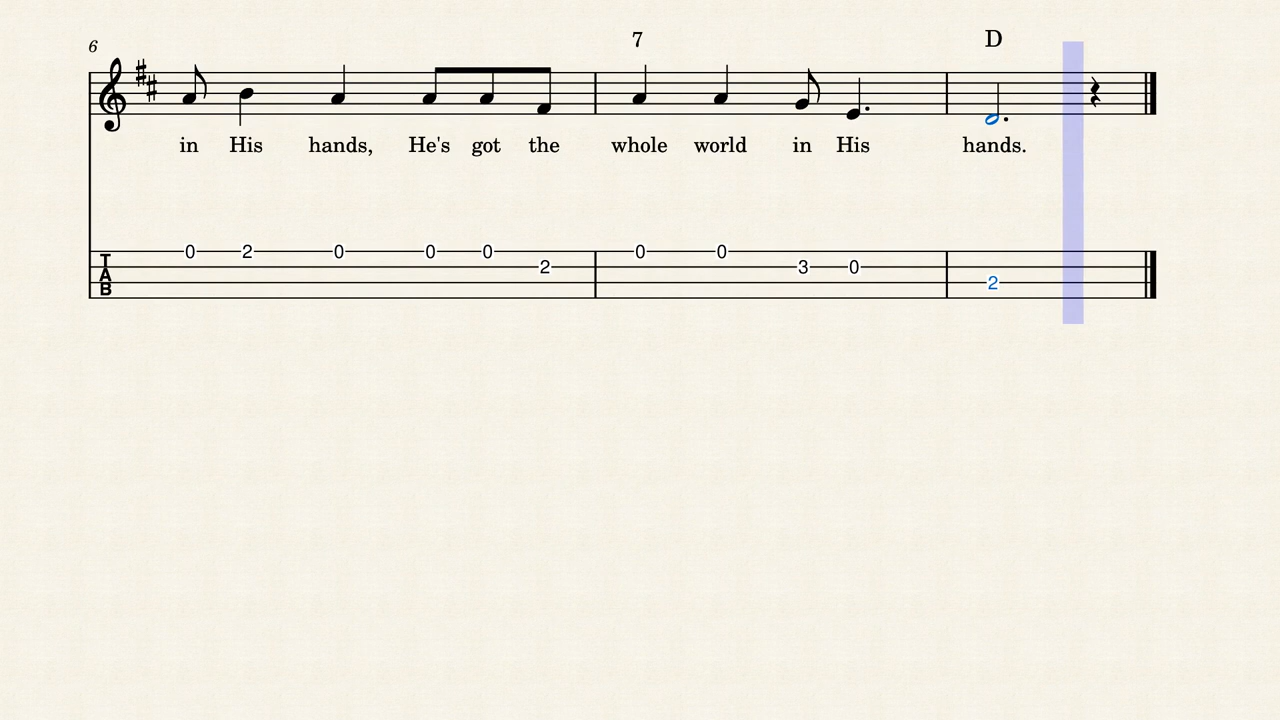 7 D
6
in His hands, He's got the whole world in His hands.
0 2 0 0 0 0 0
T 2 3 0
A 2
B